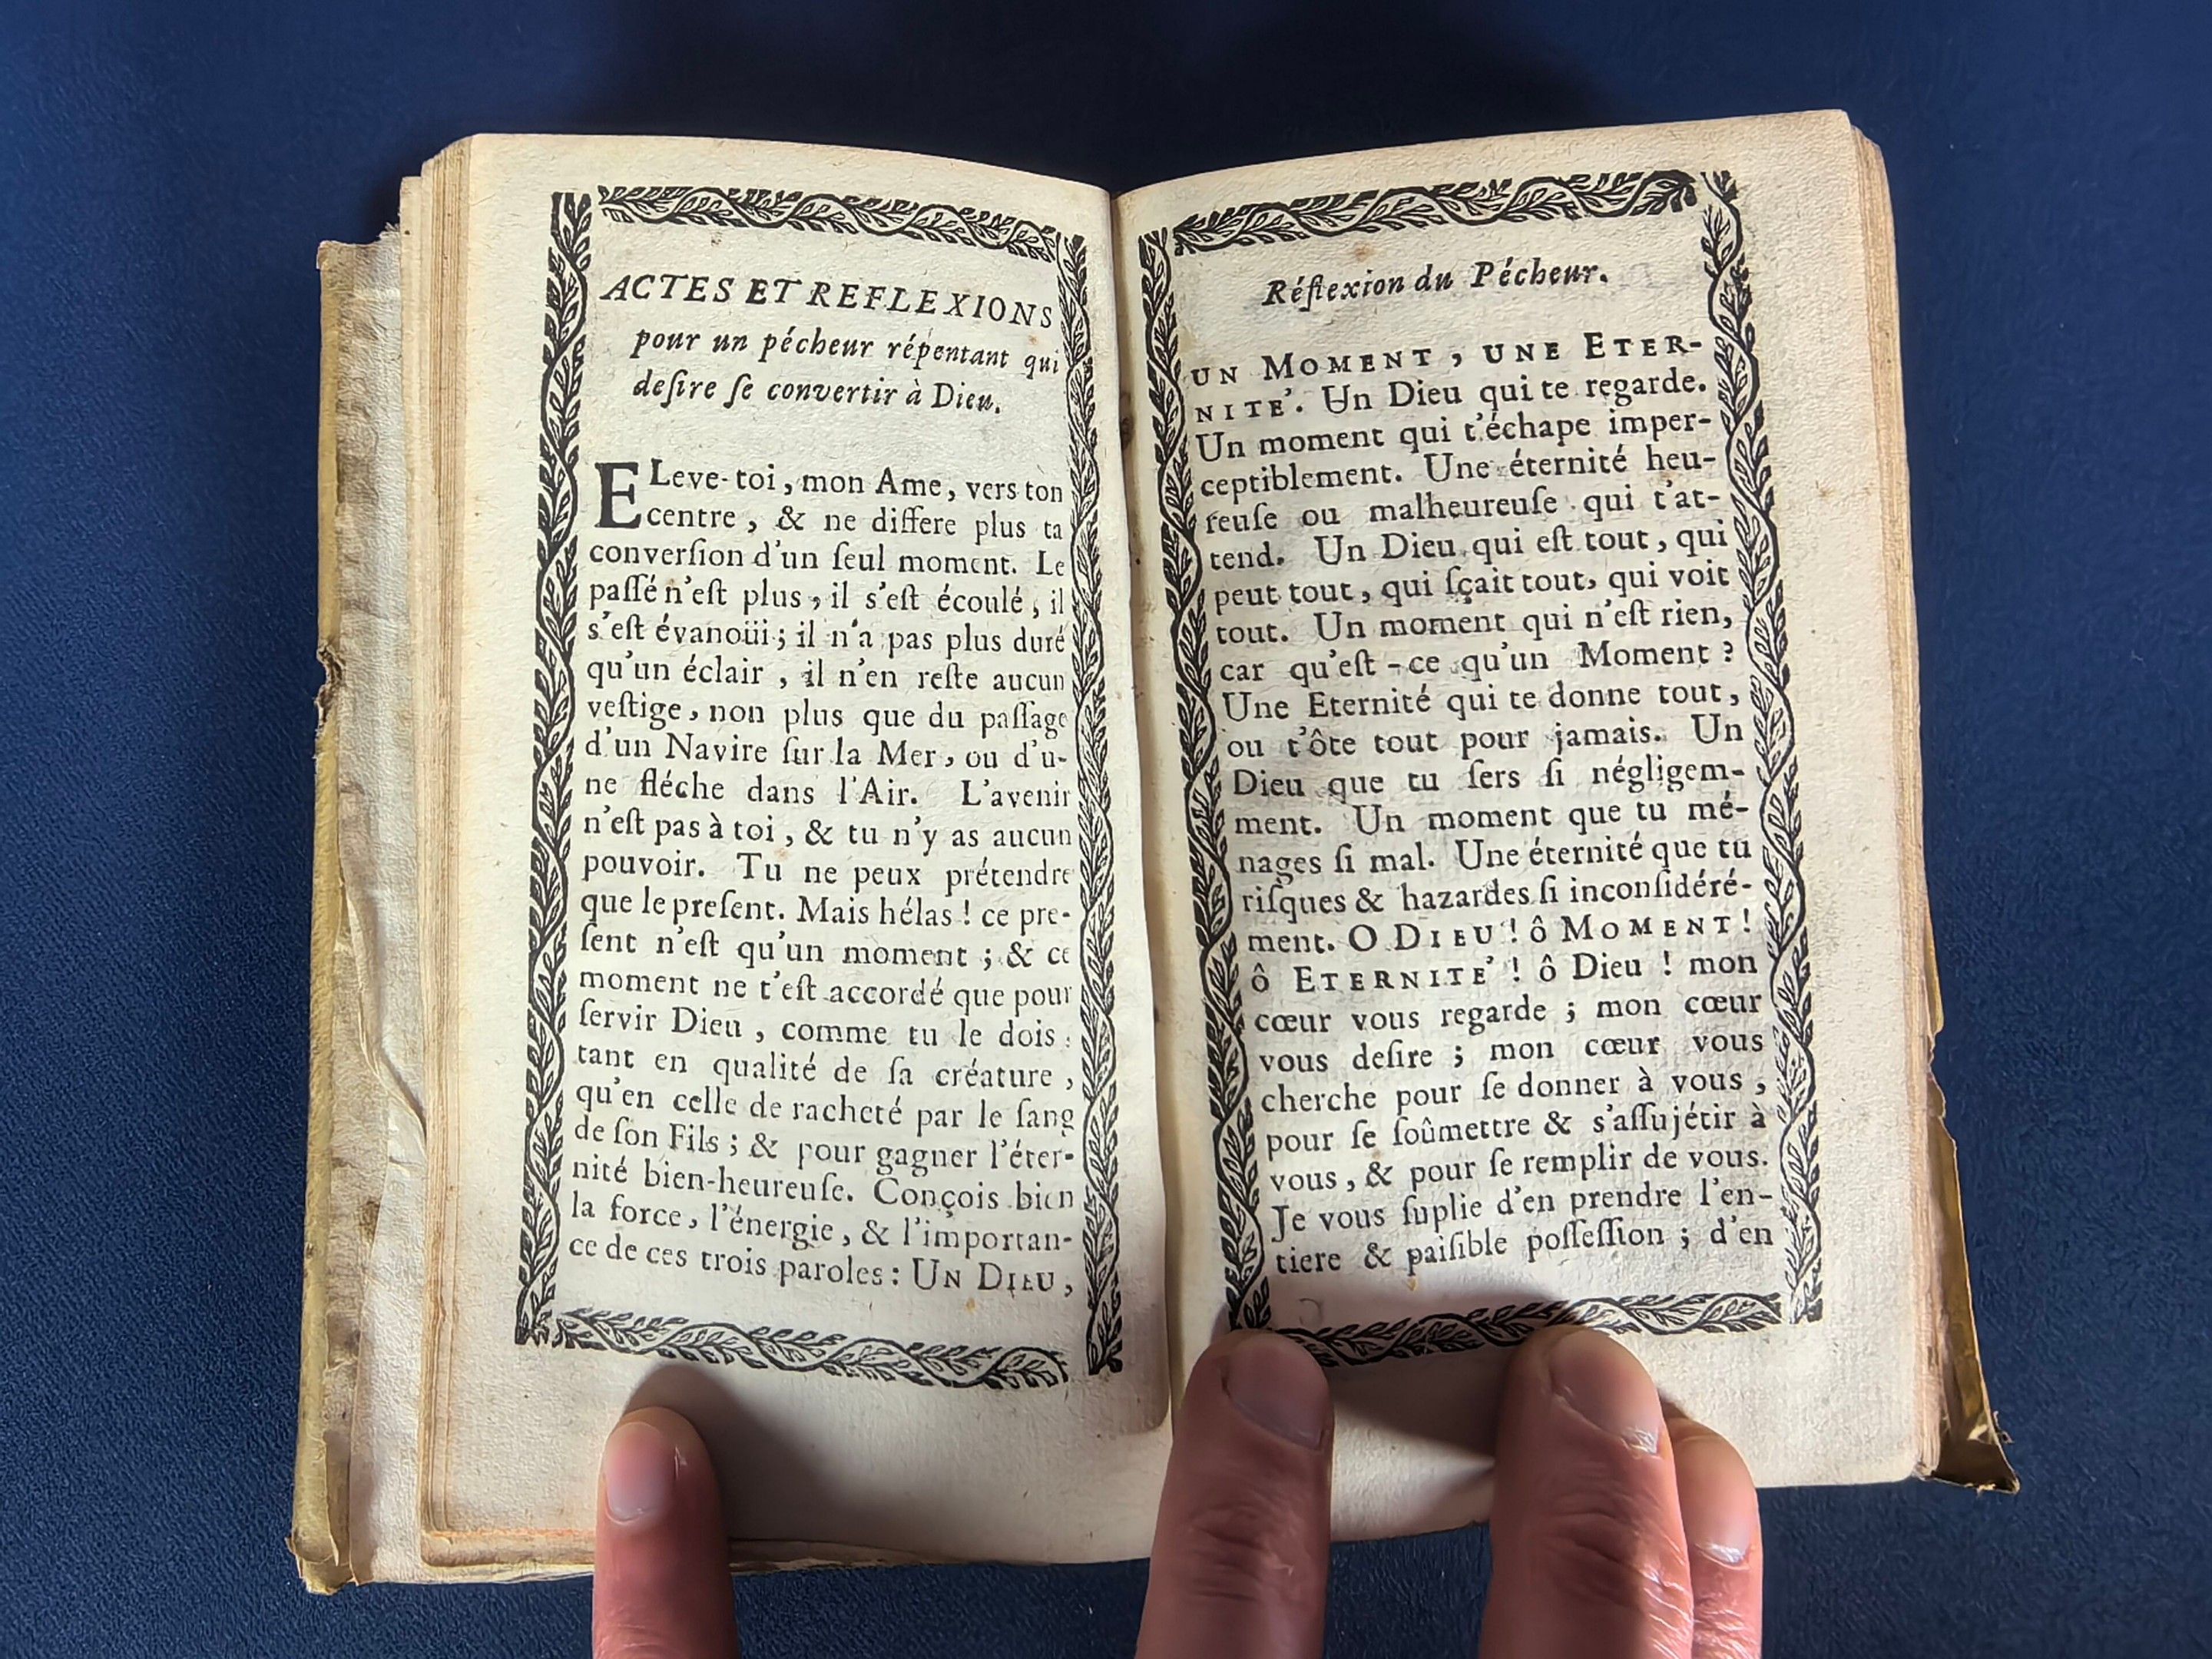 ACTES ET REFLEXIONS
pour un pécheur répentant qui
deſire ſe convertir à Dieu.
ELeve-toi, mon Ame, vers ton
centre, & ne differe plus ta
converſion d'un ſeul moment. Le
paſſé n'eſt plus, il s'eſt écoulé, il
s'eſt évanoüi; il n'a pas plus duré
qu'un éclair, il n'en reſte aucun
veſtige, non plus que du paſſage
d'un Navire ſur la Mer, ou d'u-
ne fléche dans l'Air. L'avenir
n'eſt pas à toi, & tu n'y as aucun
pouvoir. Tu ne peux prétendre
que le preſent. Mais hélas! ce pre-
ſent n'eſt qu'un moment; & ce
moment ne t'eſt accordé que pour
ſervir Dieu, comme tu le dois,
tant en qualité de ſa créature,
qu'en celle de racheté par le ſang
de ſon Fils; & pour gagner l'éter-
nité bien-heureuſe. Conçois bien
la force, l'énergie, & l'importan-
ce de ces trois paroles: UN DIEU,
Réflexion du Pécheur.
UN MOMENT, UNE ETER-
NITE'. Un Dieu qui te regarde.
Un moment qui t'échape imper-
ceptiblement. Une éternité heu-
reuſe ou malheureuſe qui t'at-
tend. Un Dieu qui eſt tout, qui
peut tout, qui ſçait tout, qui voit
tout. Un moment qui n'eſt rien,
car qu'eſt-ce qu'un Moment?
Une Eternité qui te donne tout,
ou t'ôte tout pour jamais. Un
Dieu que tu ſers ſi négligem-
ment. Un moment que tu mé-
nages ſi mal. Une éternité que tu
riſques & hazardes ſi inconſidéré-
ment. O DIEU! ô MOMENT!
ô ETERNITE'! ô Dieu! mon
cœur vous regarde; mon cœur
vous deſire; mon cœur vous
cherche pour ſe donner à vous,
pour ſe ſoûmettre & s'aſſujétir à
vous, & pour ſe remplir de vous.
Je vous ſuplie d'en prendre l'en-
tiere & paiſible poſſeſſion; d'en